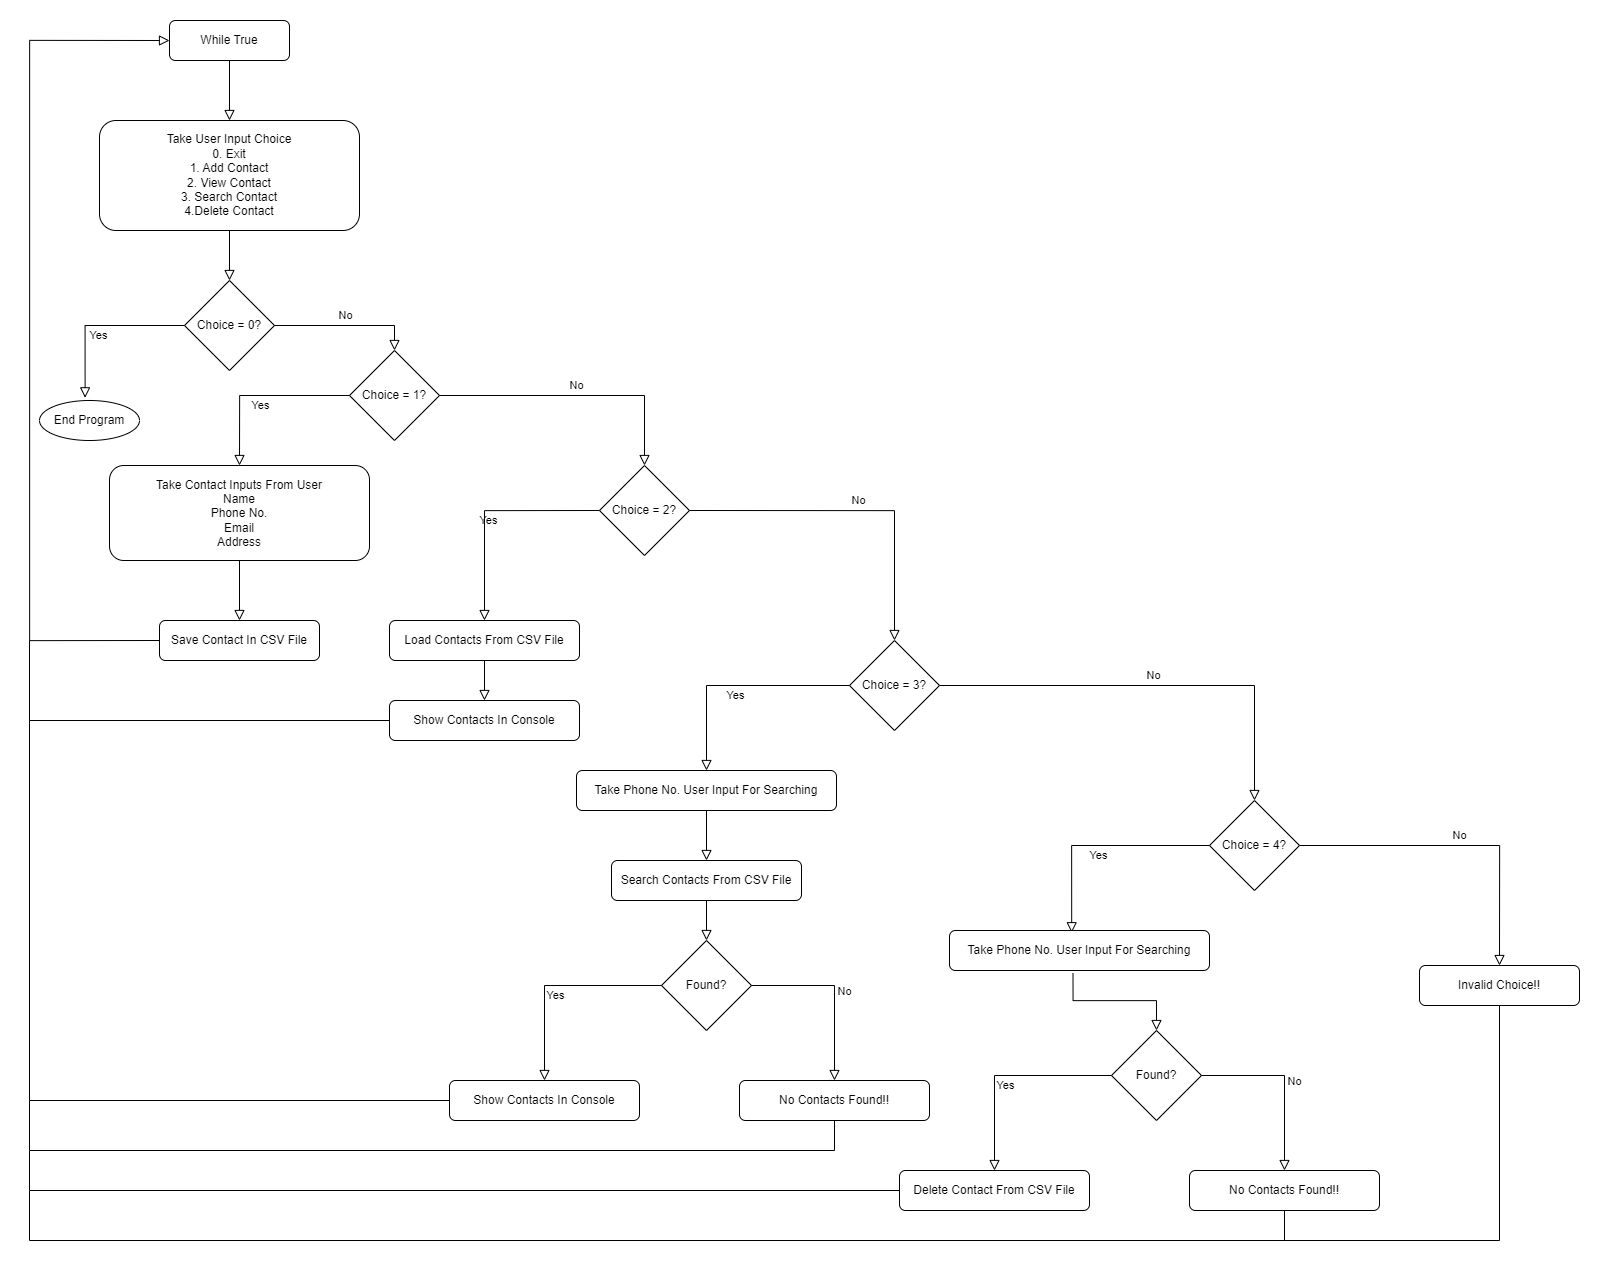 While True
Take User Input Choice
0. Exit
1. Add Contact
2. View Contact
3. Search Contact
4.Delete Contact
Choice = 0?
No
Yes
Choice = 1?
No
Yes
End Program
Take Contact Inputs From User
Name
Phone No.
Email
Address
Choice = 2?
No
Yes
Save Contact In CSV File
Load Contacts From CSV File
Choice = 3?
No
Yes
Show Contacts In Console
Take Phone No. User Input For Searching
Choice = 4?
No
Yes
Search Contacts From CSV File
Take Phone No. User Input For Searching
Found?
Yes
No
Invalid Choice!!
Found?
Yes
No
Show Contacts In Console
No Contacts Found!!
Delete Contact From CSV File
No Contacts Found!!